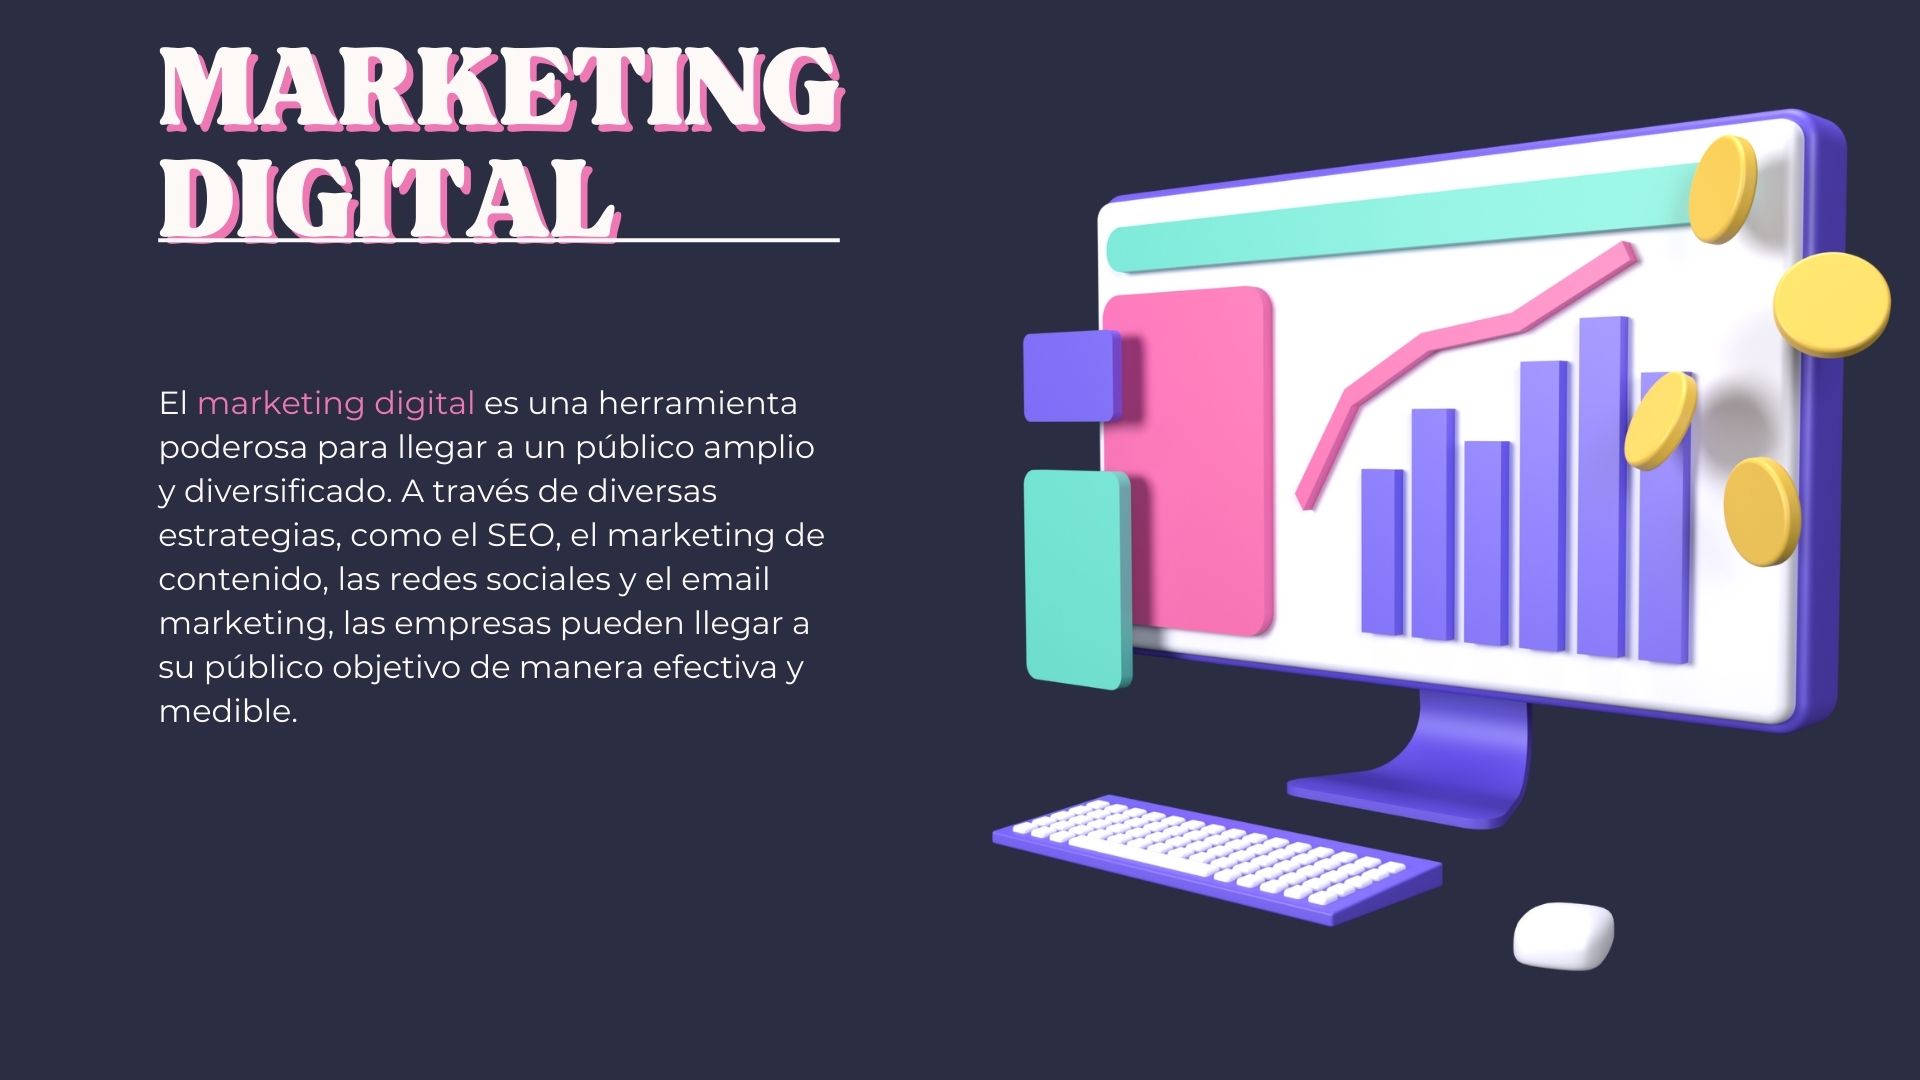 MARKETING
DIGITAL
El marketing digital es una herramienta
poderosa para llegar a un público amplio
y diversificado. A través de diversas
estrategias, como el SEO, el marketing de
contenido, las redes sociales y el email
marketing, las empresas pueden llegar a
su público objetivo de manera efectiva y
medible.